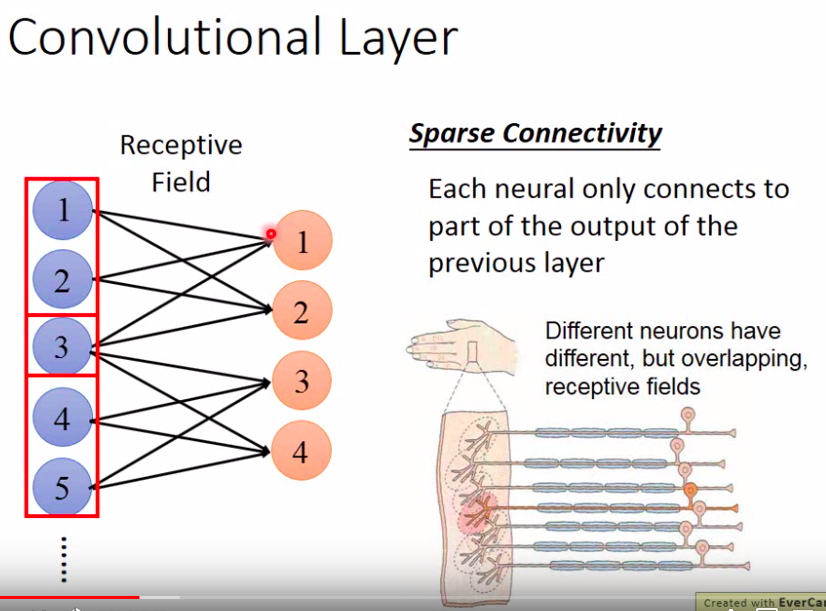 Convolutional Layer
Receptive
Field
1
2
3
4
5
......
1
2
3
4
Sparse Connectivity
Each neural only connects to
part of the output of the
previous layer
Different neurons have
different, but overlapping,
receptive fields
Created with EverCa